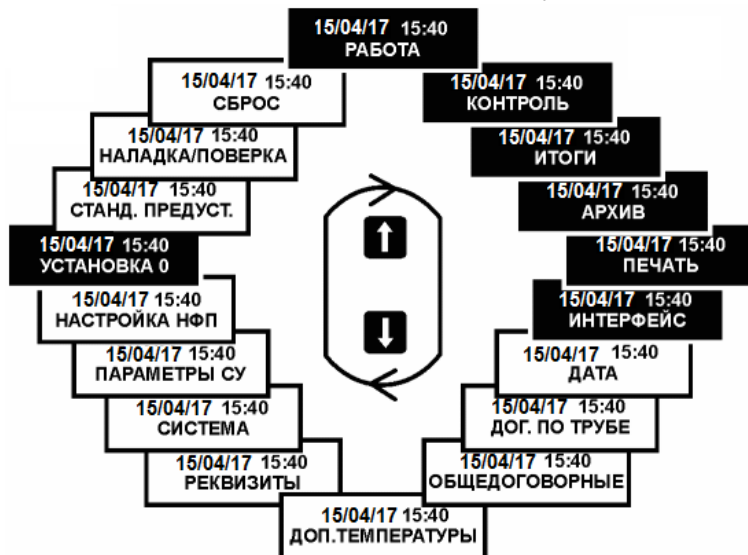 15/04/17 15:40
РАБОТА
15/04/17 15:40
СБРОС
15/04/17 15:40
КОНТРОЛЬ
15/04/17 15:40
НАЛАДКА/ПОВЕРКА
15/04/17 15:40
ИТОГИ
15/04/17 15:40
СТАНД. ПРЕДУСТ.
15/04/17 15:40
АРХИВ
15/04/17 15:40
УСТАНОВКА 0
15/04/17 15:40
ПЕЧАТЬ
15/04/17 15:40
НАСТРОЙКА НФП
15/04/17 15:40
ИНТЕРФЕЙС
15/04/17 15:40
ПАРАМЕТРЫ СУ
15/04/17 15:40
ДАТА
15/04/17 15:40
СИСТЕМА
15/04/17 15:40
ДОГ. ПО ТРУБЕ
15/04/17 15:40
РЕКВИЗИТЫ
15/04/17 15:40
ОБЩЕДОГОВОРНЫЕ
15/04/17 15:40
ДОП.ТЕМПЕРАТУРЫ